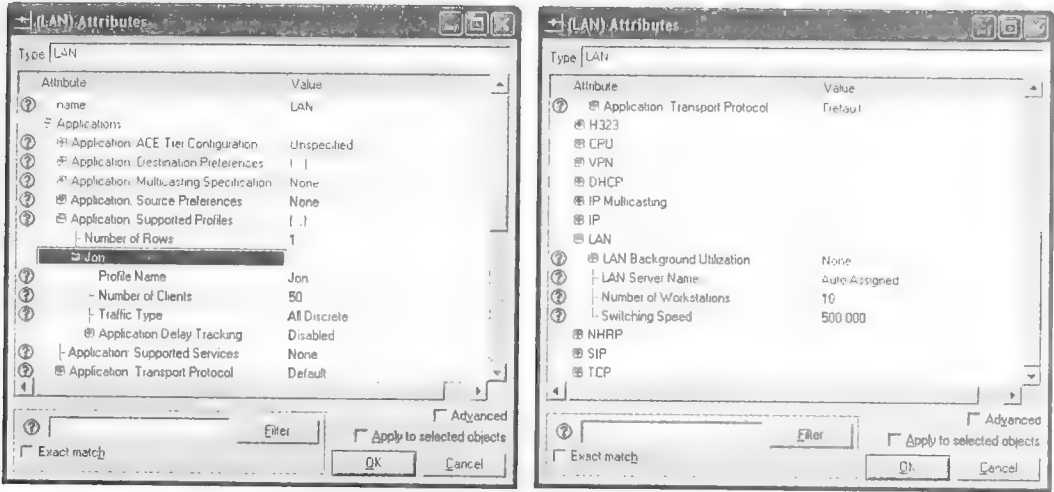 (LAN) Attributes
Type LAN
Attribute Value
name LAN
Applications
Application: ACE Tier Configuration Unspecified
Application: Destination Preferences (...)
Application: Multicasting Specification None
Application: Source Preferences None
Application: Supported Profiles (...)
Number of Rows 1
Jon
Profile Name Jon
Number of Clients 50
Traffic Type All Discrete
Application Delay Tracking Disabled
Application: Supported Services None
Application: Transport Protocol Default
Advanced
Filter
Apply to selected objects
Exact match
OK Cancel
(LAN) Attributes
Type LAN
Attribute Value
Application: Transport Protocol Default
H323
CPU
VPN
DHCP
IP Multicasting
IP
LAN
LAN Background Utilization None
LAN Server Name Auto Assigned
Number of Workstations 10
Switching Speed 500,000
NHRP
SIP
TCP
Advanced
Filter
Apply to selected objects
Exact match
OK Cancel